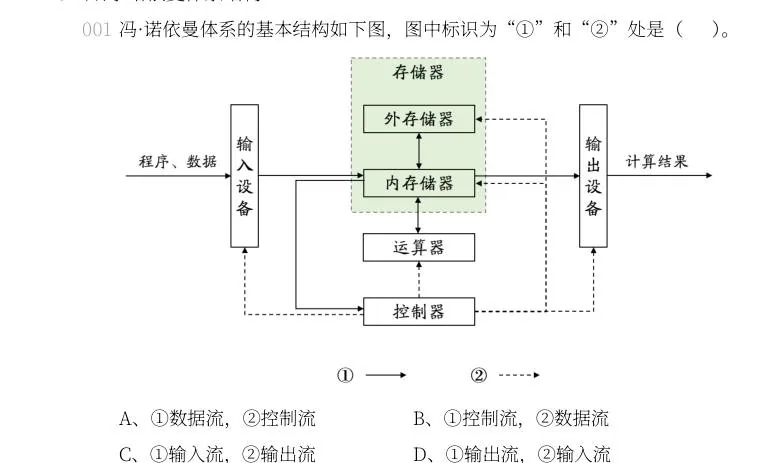 001 冯·诺依曼体系的基本结构如下图，图中标识为“①”和“②”处是（ ）。
存储器
外存储器
内存储器
程序、数据
输入设备
输出设备
计算结果
运算器
控制器
① ②
A、①数据流，②控制流 B、①控制流，②数据流
C、①输入流，②输出流 D、①输出流，②输入流